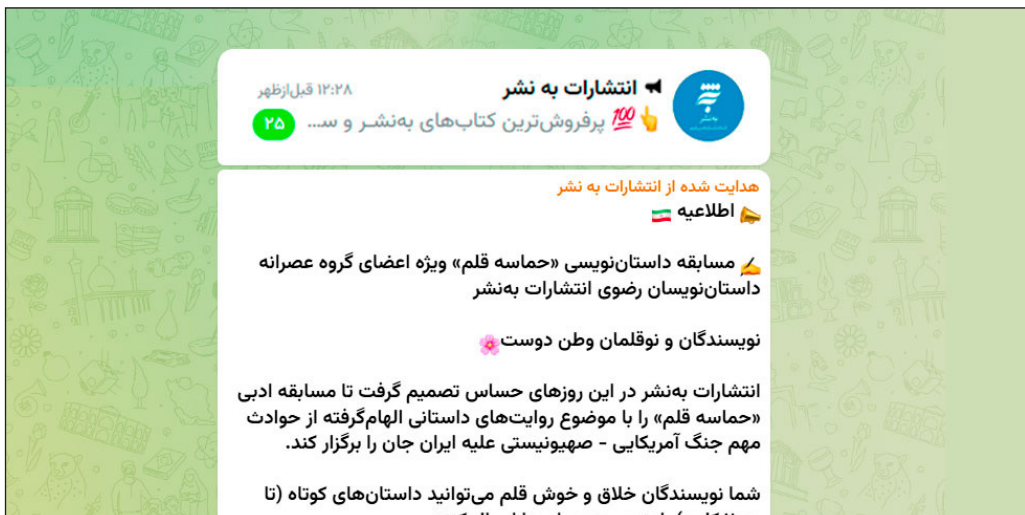 انتشارات به نشر
۱۲:۲۸ قبل‌ازظهر
👆💯 پرفروش‌ترین کتاب‌های به‌نشـر و سـ...
۲۵
به‌نشر
هدایت شده از انتشارات به نشر
📣 اطلاعیه 🇮🇷
✍️ مسابقه داستان‌نویسی «حماسه قلم» ویژه اعضای گروه عصرانه
داستان‌نویسان رضوی انتشارات به‌نشر
نویسندگان و نوقلمان وطن دوست🌸
انتشارات به‌نشر در این روزهای حساس تصمیم گرفت تا مسابقه ادبی
«حماسه قلم» را با موضوع روایت‌های داستانی الهام‌گرفته از حوادث
مهم جنگ آمریکایی - صهیونیستی علیه ایران جان را برگزار کند.
شما نویسندگان خلاق و خوش قلم می‌توانید داستان‌های کوتاه (تا